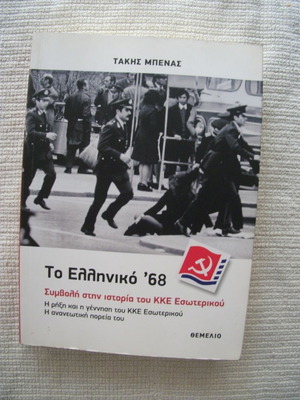 ΤΑΚΗΣ ΜΠΕΝΑΣ
Το Ελληνικό '68
Συμβολή στην ιστορία του ΚΚΕ Εσωτερικού
Η ρήξη και η γέννηση του ΚΚΕ Εσωτερικού
Η ανανεωτική πορεία του
ΘΕΜΕΛΙΟ